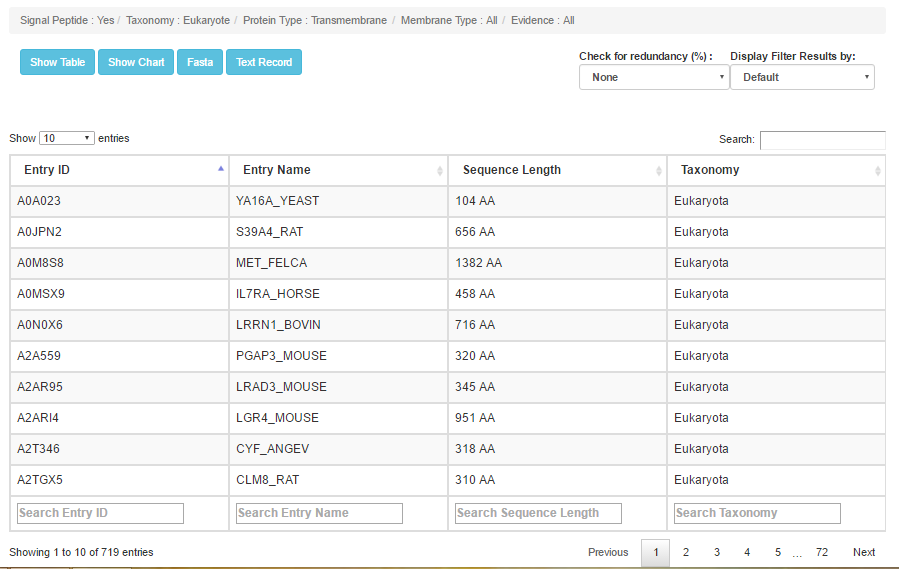 Signal Peptide : Yes / Taxonomy : Eukaryote / Protein Type : Transmembrane / Membrane Type : All / Evidence : All
Show Table Show Chart Fasta Text Record
Check for redundancy (%) : Display Filter Results by:
None Default
Show 10 entries Search:
Entry ID Entry Name Sequence Length Taxonomy
A0A023 YA16A_YEAST 104 AA Eukaryota
A0JPN2 S39A4_RAT 656 AA Eukaryota
A0M8S8 MET_FELCA 1382 AA Eukaryota
A0MSX9 IL7RA_HORSE 458 AA Eukaryota
A0N0X6 LRRN1_BOVIN 716 AA Eukaryota
A2A559 PGAP3_MOUSE 320 AA Eukaryota
A2AR95 LRAD3_MOUSE 345 AA Eukaryota
A2ARI4 LGR4_MOUSE 951 AA Eukaryota
A2T346 CYF_ANGEV 318 AA Eukaryota
A2TGX5 CLM8_RAT 310 AA Eukaryota
Search Entry ID Search Entry Name Search Sequence Length Search Taxonomy
Showing 1 to 10 of 719 entries Previous 1 2 3 4 5 ... 72 Next